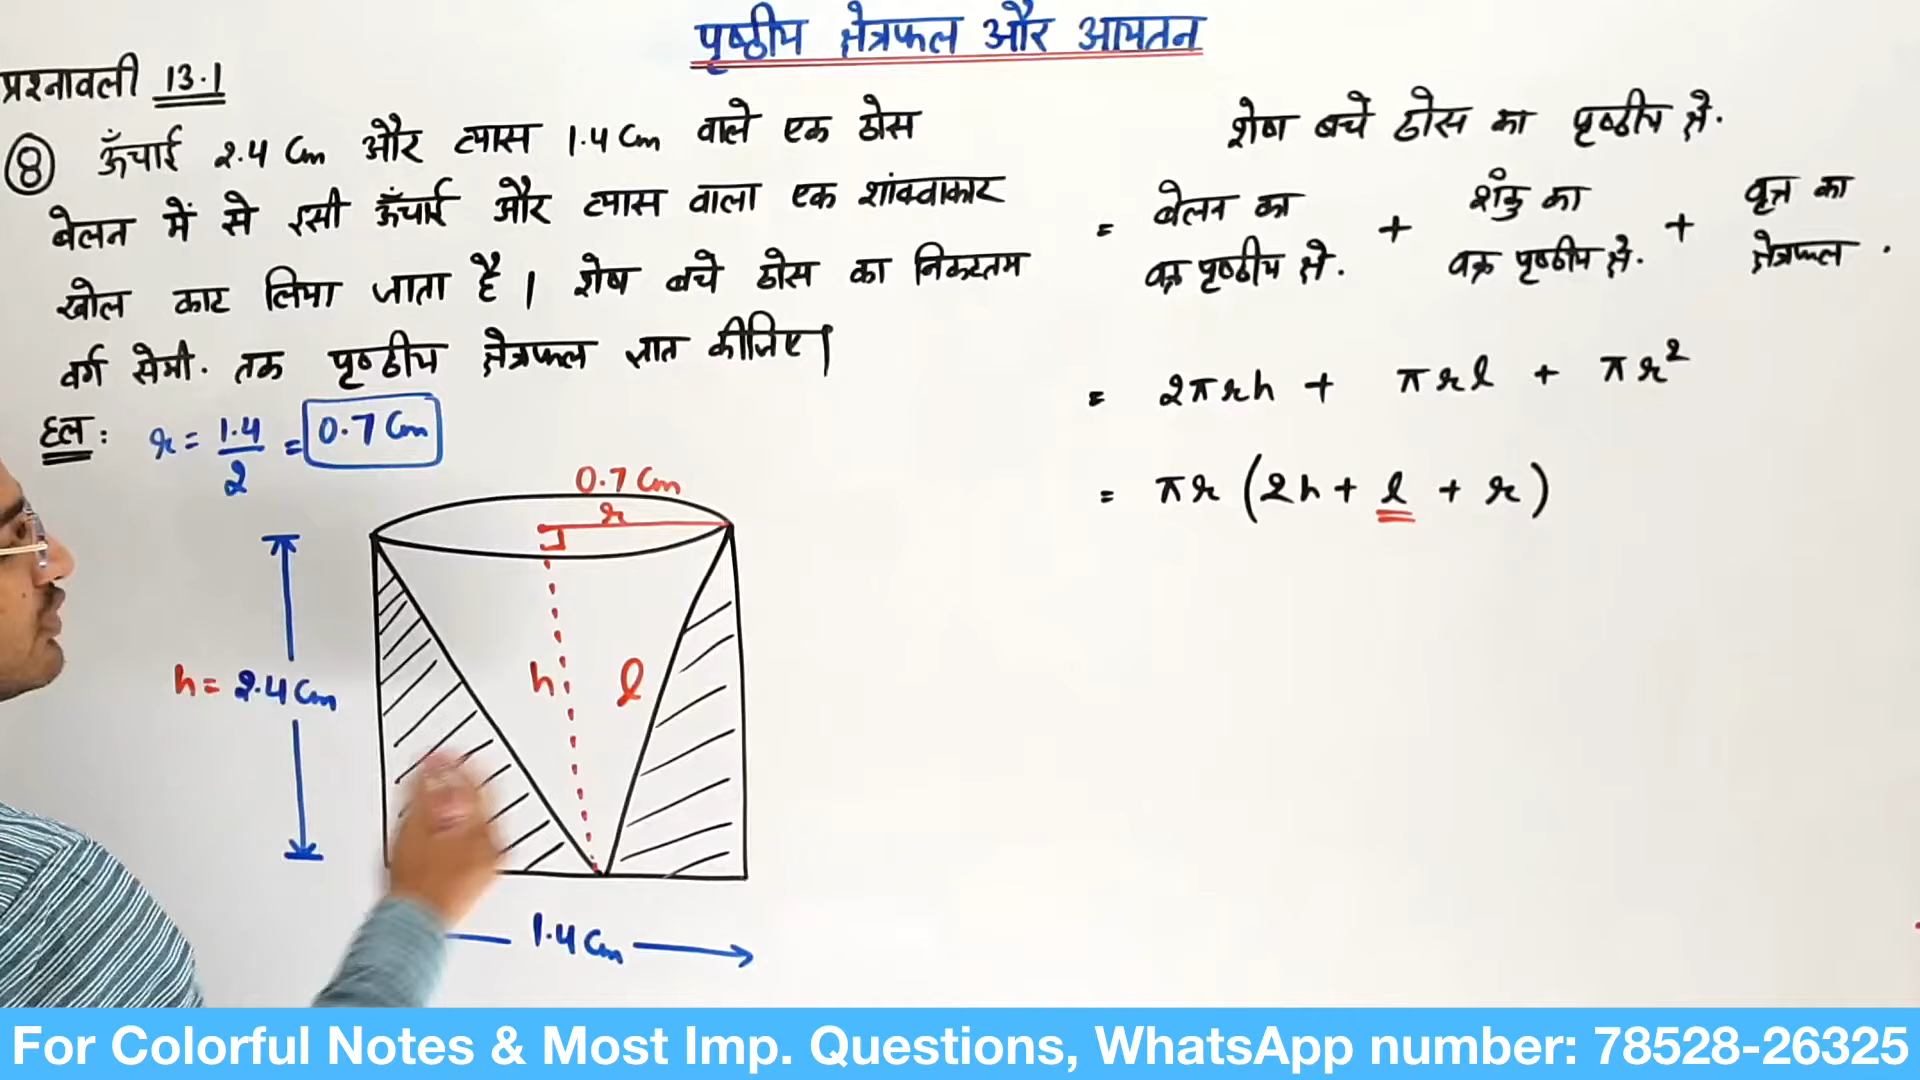 पृष्ठीय क्षेत्रफल और आयतन
प्रश्नावली 13.1
8 ऊँचाई 2.4 Cm और व्यास 1.4 Cm वाले एक ठोस
बेलन में से इसी ऊँचाई और व्यास वाला एक शांक्वाकार
खोल काट लिया जाता है। शेष बचे ठोस का निकटतम
वर्ग सेमी. तक पृष्ठीय क्षेत्रफल ज्ञात कीजिए।
हल: r = 1.4/2 = 0.7 Cm
0.7 Cm
r
h = 2.4 Cm
h
l
1.4 Cm
शेष बचे ठोस का पृष्ठीय क्षे.
= बेलन का वक्र पृष्ठीय क्षे. + शंकु का वक्र पृष्ठीय क्षे. + वृत्त का क्षेत्रफल.
= 2πrh + πrl + πr²
= πr (2h + l + r)
For Colorful Notes & Most Imp. Questions, WhatsApp number: 78528-26325